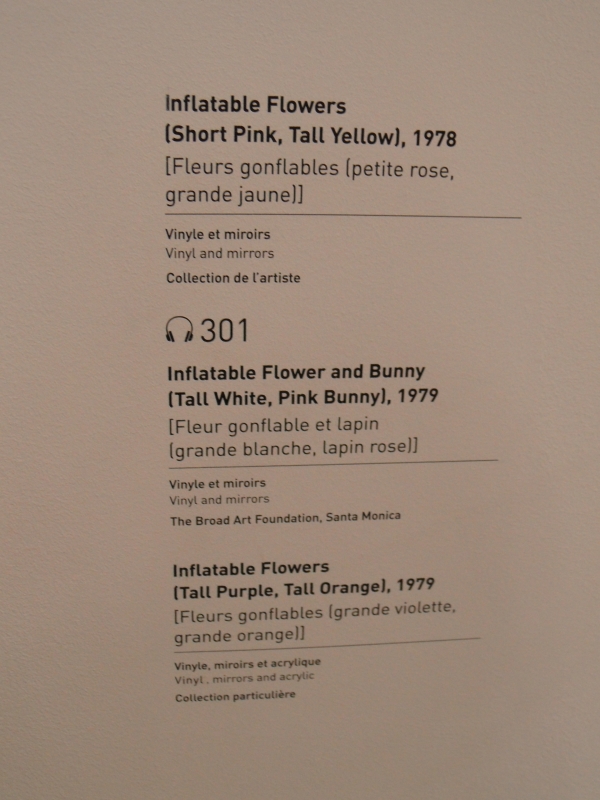 Inflatable Flowers
(Short Pink, Tall Yellow), 1978
[Fleurs gonflables (petite rose,
grande jaune)]
Vinyle et miroirs
Vinyl and mirrors
Collection de l'artiste
301
Inflatable Flower and Bunny
(Tall White, Pink Bunny), 1979
[Fleur gonflable et lapin
(grande blanche, lapin rose)]
Vinyle et miroirs
Vinyl and mirrors
The Broad Art Foundation, Santa Monica
Inflatable Flowers
(Tall Purple, Tall Orange), 1979
[Fleurs gonflables (grande violette,
grande orange)]
Vinyle, miroirs et acrylique
Vinyl , mirrors and acrylic
Collection particulière